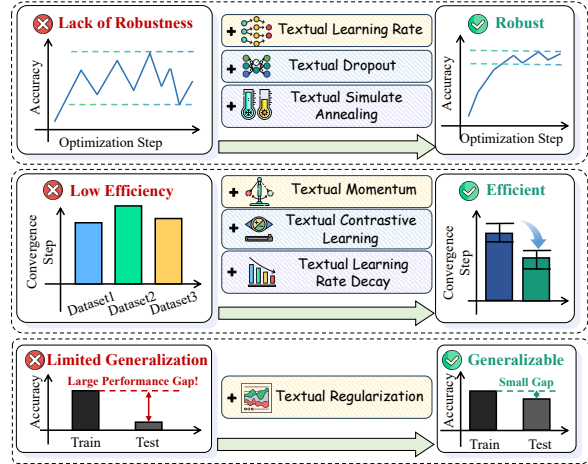 Lack of Robustness
Accuracy
Optimization Step
+ Textual Learning Rate
+ Textual Dropout
+ Textual Simulate
Annealing
Robust
Accuracy
Optimization Step
Low Efficiency
Convergence
Step
Dataset1
Dataset2
Dataset3
+ Textual Momentum
+ Textual Contrastive
Learning
+ Textual Learning
Rate Decay
Efficient
Convergence
Step
Limited Generalization
Large Performance Gap!
Accuracy
Train
Test
+ Textual Regularization
Generalizable
Small Gap
Accuracy
Train
Test